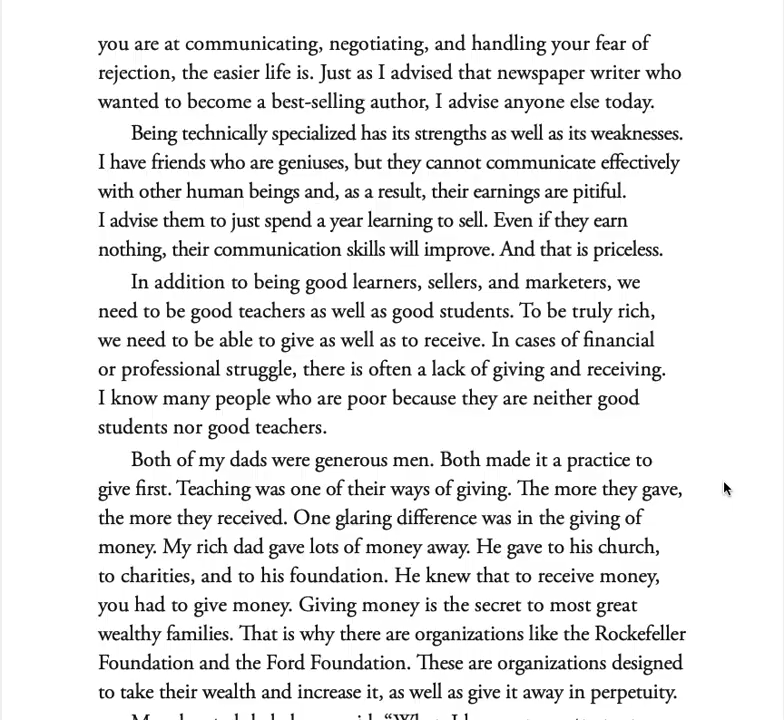 you are at communicating, negotiating, and handling your fear of
rejection, the easier life is. Just as I advised that newspaper writer who
wanted to become a best-selling author, I advise anyone else today.
Being technically specialized has its strengths as well as its weaknesses.
I have friends who are geniuses, but they cannot communicate effectively
with other human beings and, as a result, their earnings are pitiful.
I advise them to just spend a year learning to sell. Even if they earn
nothing, their communication skills will improve. And that is priceless.
In addition to being good learners, sellers, and marketers, we
need to be good teachers as well as good students. To be truly rich,
we need to be able to give as well as to receive. In cases of financial
or professional struggle, there is often a lack of giving and receiving.
I know many people who are poor because they are neither good
students nor good teachers.
Both of my dads were generous men. Both made it a practice to
give first. Teaching was one of their ways of giving. The more they gave,
the more they received. One glaring difference was in the giving of
money. My rich dad gave lots of money away. He gave to his church,
to charities, and to his foundation. He knew that to receive money,
you had to give money. Giving money is the secret to most great
wealthy families. That is why there are organizations like the Rockefeller
Foundation and the Ford Foundation. These are organizations designed
to take their wealth and increase it, as well as give it away in perpetuity.